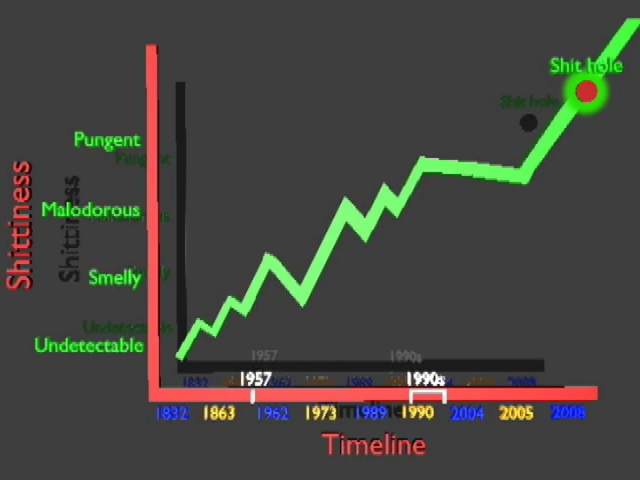 Shit hole
Pungent
Malodorous
Smelly
Undetectable
Shittiness
1957
1990s
1832 1863 1962 1973 1989 1990 2004 2005 2008
Timeline